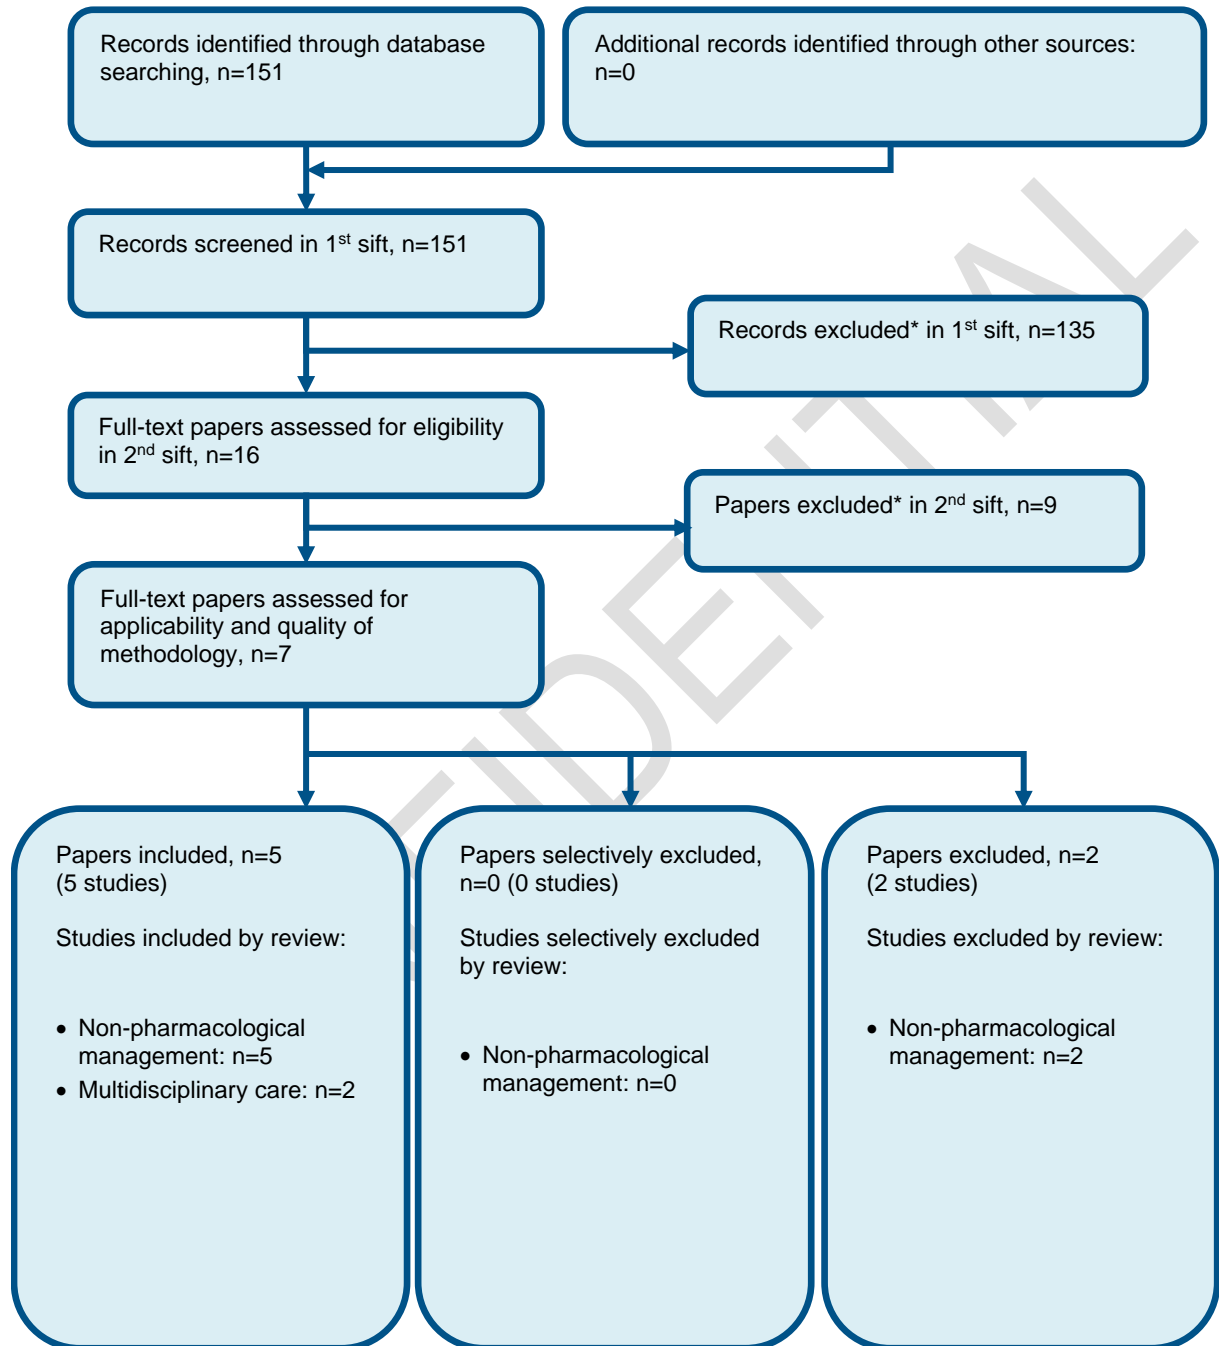 Records identified through database
searching, n=151
Additional records identified through other sources:
n=0
Records screened in 1st sift, n=151
Records excluded* in 1st sift, n=135
Full-text papers assessed for eligibility
in 2nd sift, n=16
Papers excluded* in 2nd sift, n=9
Full-text papers assessed for
applicability and quality of
methodology, n=7
Papers included, n=5
(5 studies)
Studies included by review:
• Non-pharmacological
management: n=5
• Multidisciplinary care: n=2
Papers selectively excluded,
n=0 (0 studies)
Studies selectively excluded
by review:
• Non-pharmacological
management: n=0
Papers excluded, n=2
(2 studies)
Studies excluded by review:
• Non-pharmacological
management: n=2